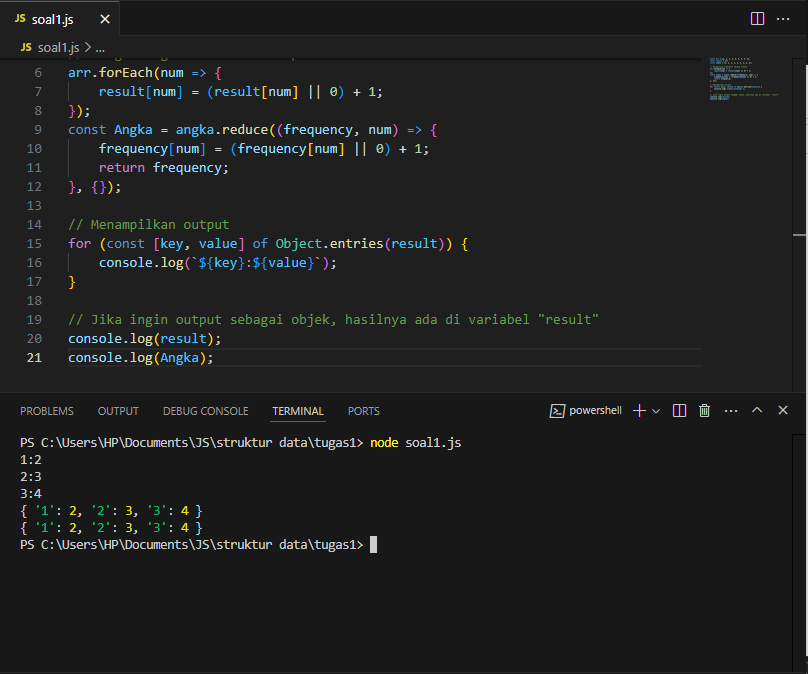 JS soal1.js
JS soal1.js > ...
6 arr.forEach(num => {
7 result[num] = (result[num] || 0) + 1;
8 });
9 const Angka = angka.reduce((frequency, num) => {
10 frequency[num] = (frequency[num] || 0) + 1;
11 return frequency;
12 }, {});
13
14 // Menampilkan output
15 for (const [key, value] of Object.entries(result)) {
16 console.log(`${key}:${value}`);
17 }
18
19 // Jika ingin output sebagai objek, hasilnya ada di variabel "result"
20 console.log(result);
21 console.log(Angka);
PROBLEMS OUTPUT DEBUG CONSOLE TERMINAL PORTS powershell
PS C:\Users\HP\Documents\JS\struktur data\tugas1> node soal1.js
1:2
2:3
3:4
{ '1': 2, '2': 3, '3': 4 }
{ '1': 2, '2': 3, '3': 4 }
PS C:\Users\HP\Documents\JS\struktur data\tugas1>